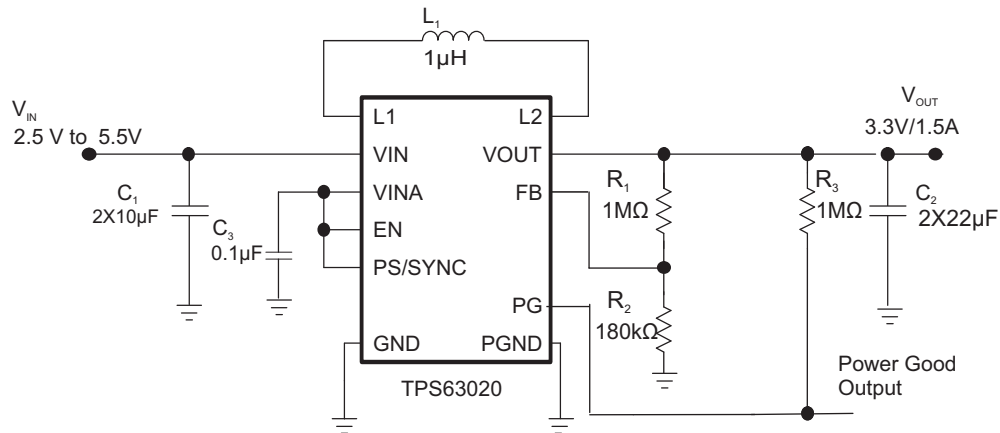 L₁
1µH
V_IN
2.5 V to 5.5V
V_OUT
3.3V/1.5A
L1
L2
VIN
VOUT
C₁
2X10µF
C₃
0.1µF
VINA
FB
EN
PS/SYNC
PG
GND
PGND
TPS63020
R₁
1MΩ
R₂
180kΩ
R₃
1MΩ
C₂
2X22µF
Power Good
Output